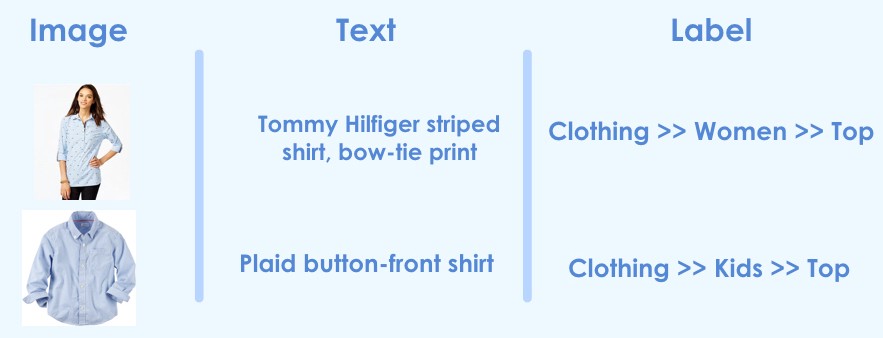 Image
Text
Label
Tommy Hilfiger striped
shirt, bow-tie print
Clothing >> Women >> Top
Plaid button-front shirt
Clothing >> Kids >> Top